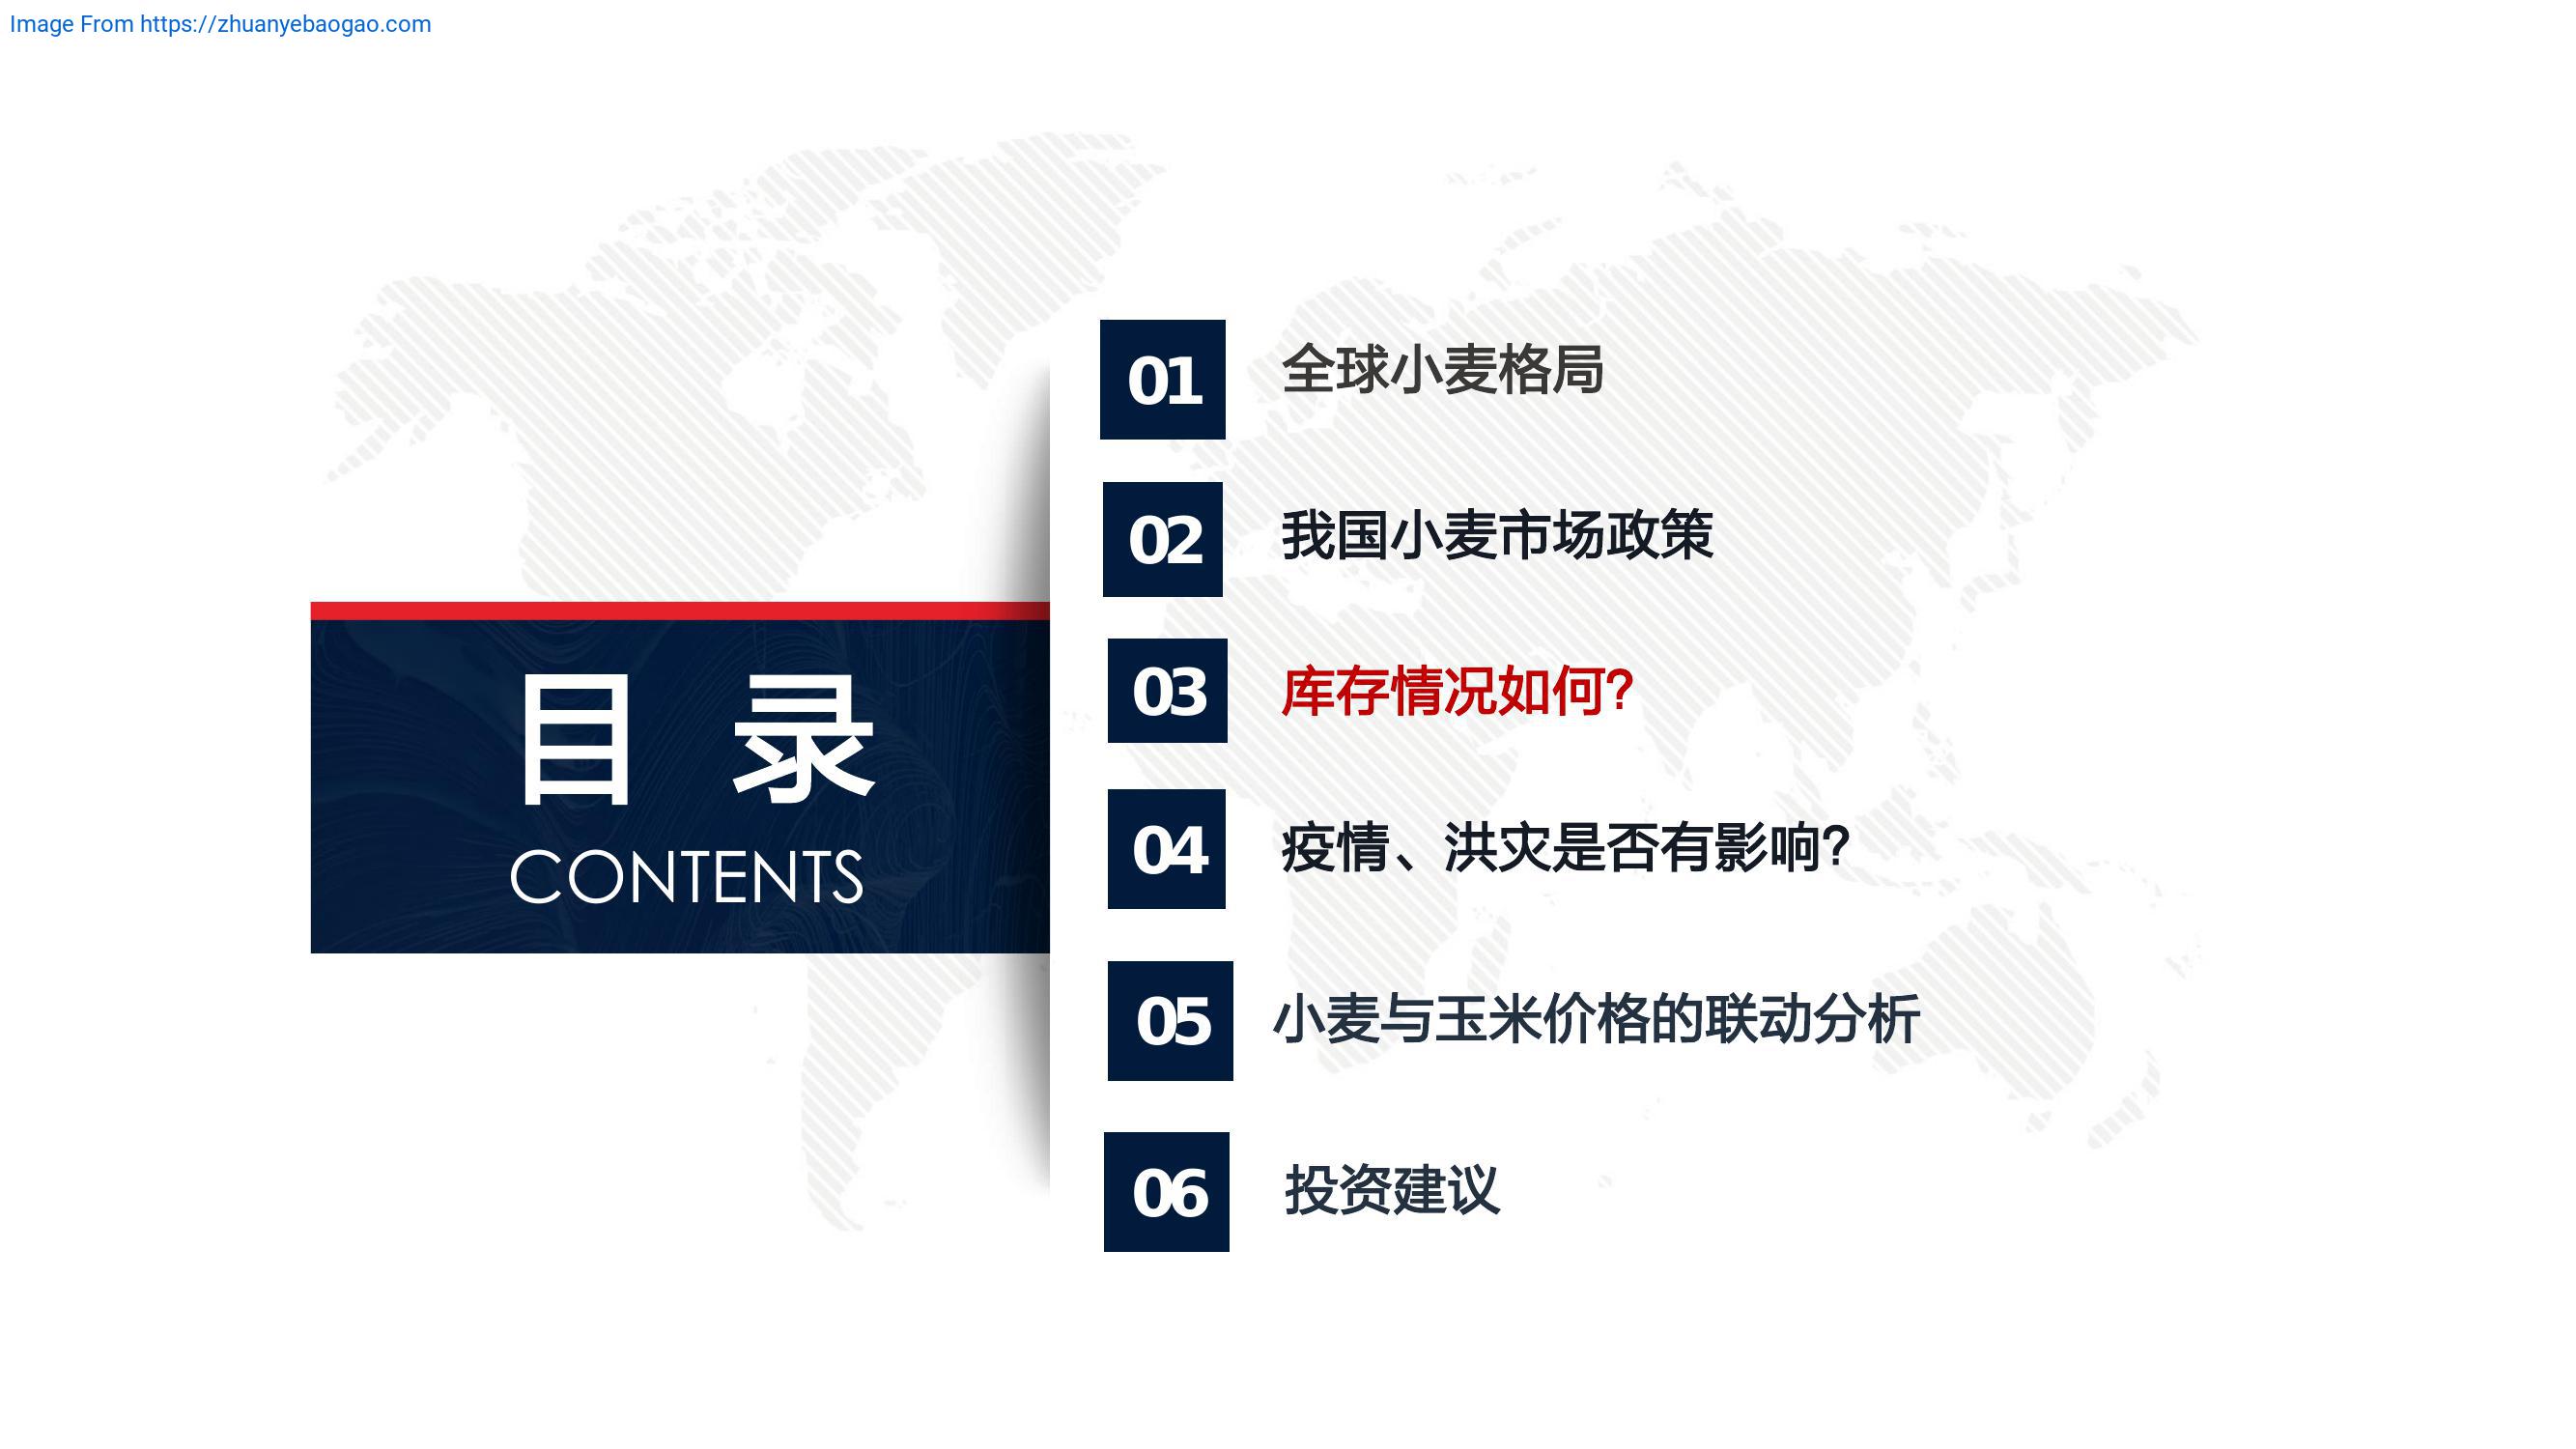 Image From https://zhuanyebaogao.com
目 录
CONTENTS
01 全球小麦格局
02 我国小麦市场政策
03 库存情况如何?
04 疫情、洪灾是否有影响?
05 小麦与玉米价格的联动分析
06 投资建议